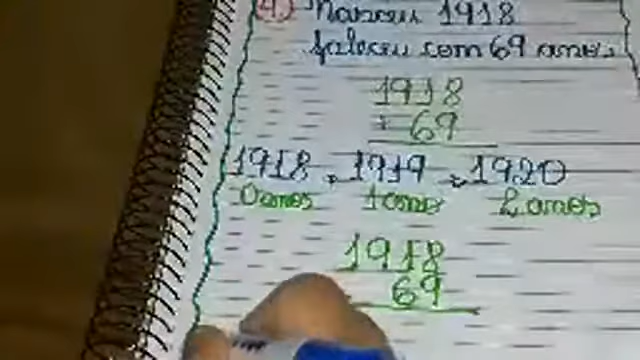 4.) Nasceu 1918
faleceu com 69 anos
1918
+ 69
1918, 1919, 1920
0 anos 1 ano 2 anos
1918
69